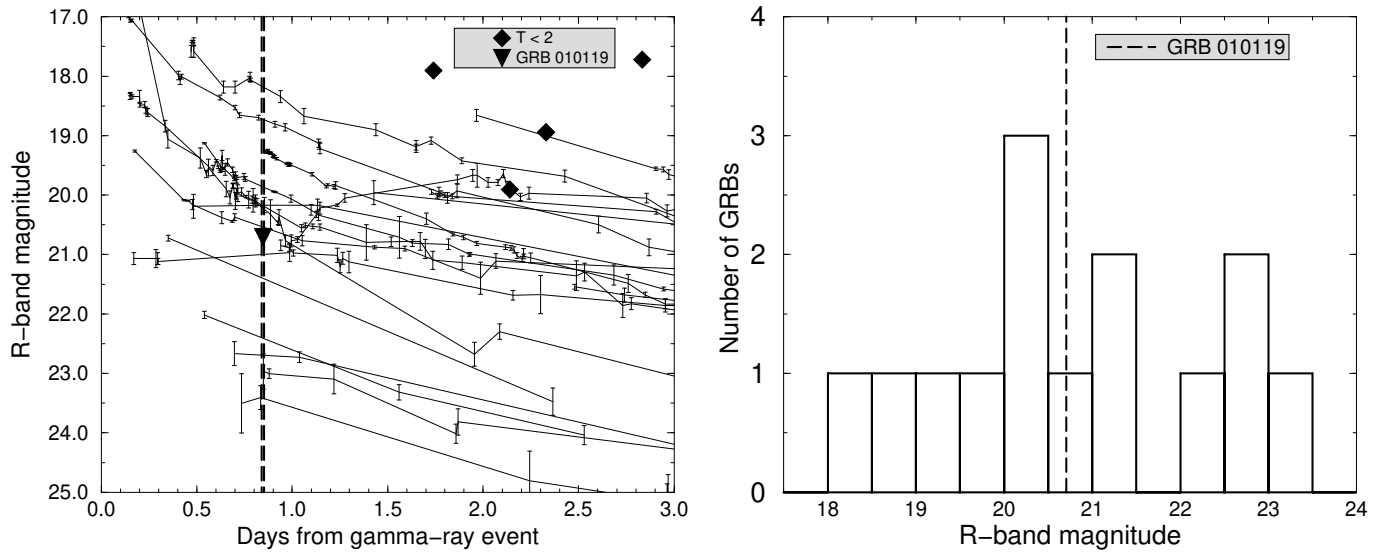 17.0
18.0
19.0
20.0
21.0
22.0
23.0
24.0
25.0
R−band magnitude
0.0 0.5 1.0 1.5 2.0 2.5 3.0
Days from gamma−ray event
T < 2
GRB 010119
4
3
2
1
0
Number of GRBs
18 19 20 21 22 23 24
R−band magnitude
GRB 010119